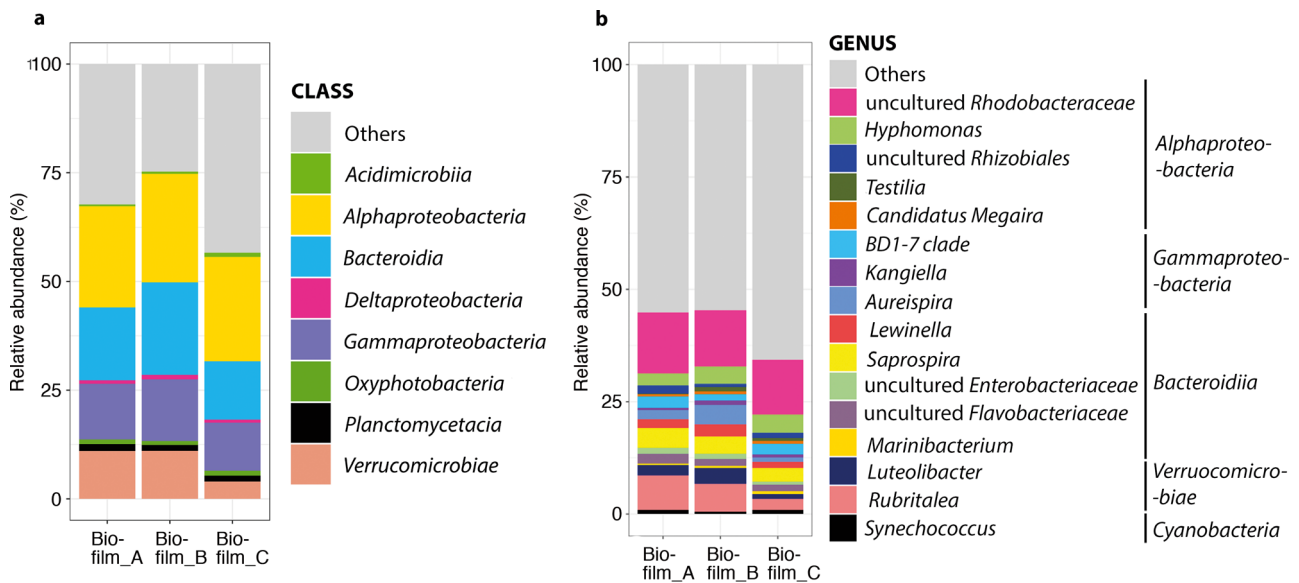 a
Relative abundance (%)
100
75
50
25
0
Bio-
film_A
Bio-
film_B
Bio-
film_C
CLASS
Others
Acidimicrobiia
Alphaproteobacteria
Bacteroidia
Deltaproteobacteria
Gammaproteobacteria
Oxyphotobacteria
Planctomycetacia
Verrucomicrobiae
b
Relative abundance (%)
100
75
50
25
0
Bio-
film_A
Bio-
film_B
Bio-
film_C
GENUS
Others
uncultured Rhodobacteraceae
Hyphomonas
uncultured Rhizobiales
Testilia
Candidatus Megaira
BD1-7 clade
Kangiella
Aureispira
Lewinella
Saprospira
uncultured Enterobacteriaceae
uncultured Flavobacteriaceae
Marinibacterium
Luteolibacter
Rubritalea
Synechococcus
Alphaproteo-
-bacteria
Gammaproteo-
-bacteria
Bacteroidiia
Verruocomicro-
-biae
Cyanobacteria